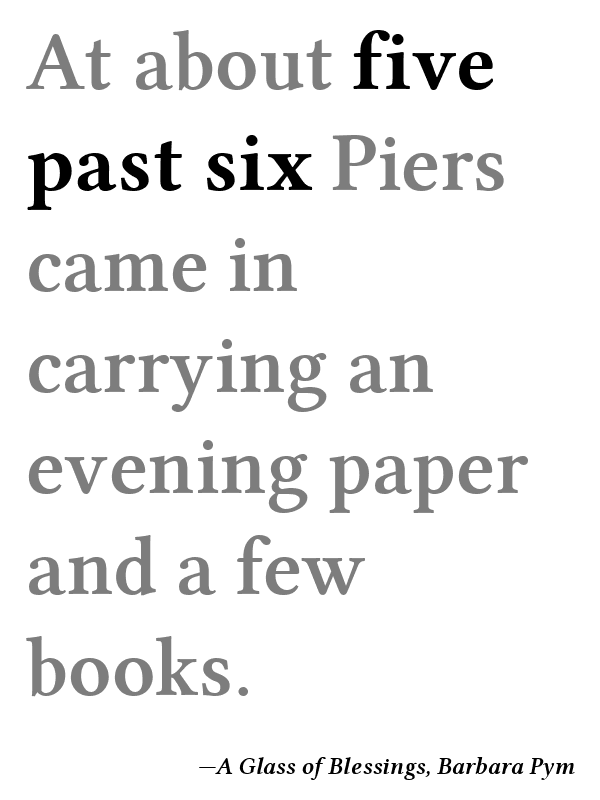 At about five
past six Piers
came in
carrying an
evening paper
and a few
books.
—A Glass of Blessings, Barbara Pym